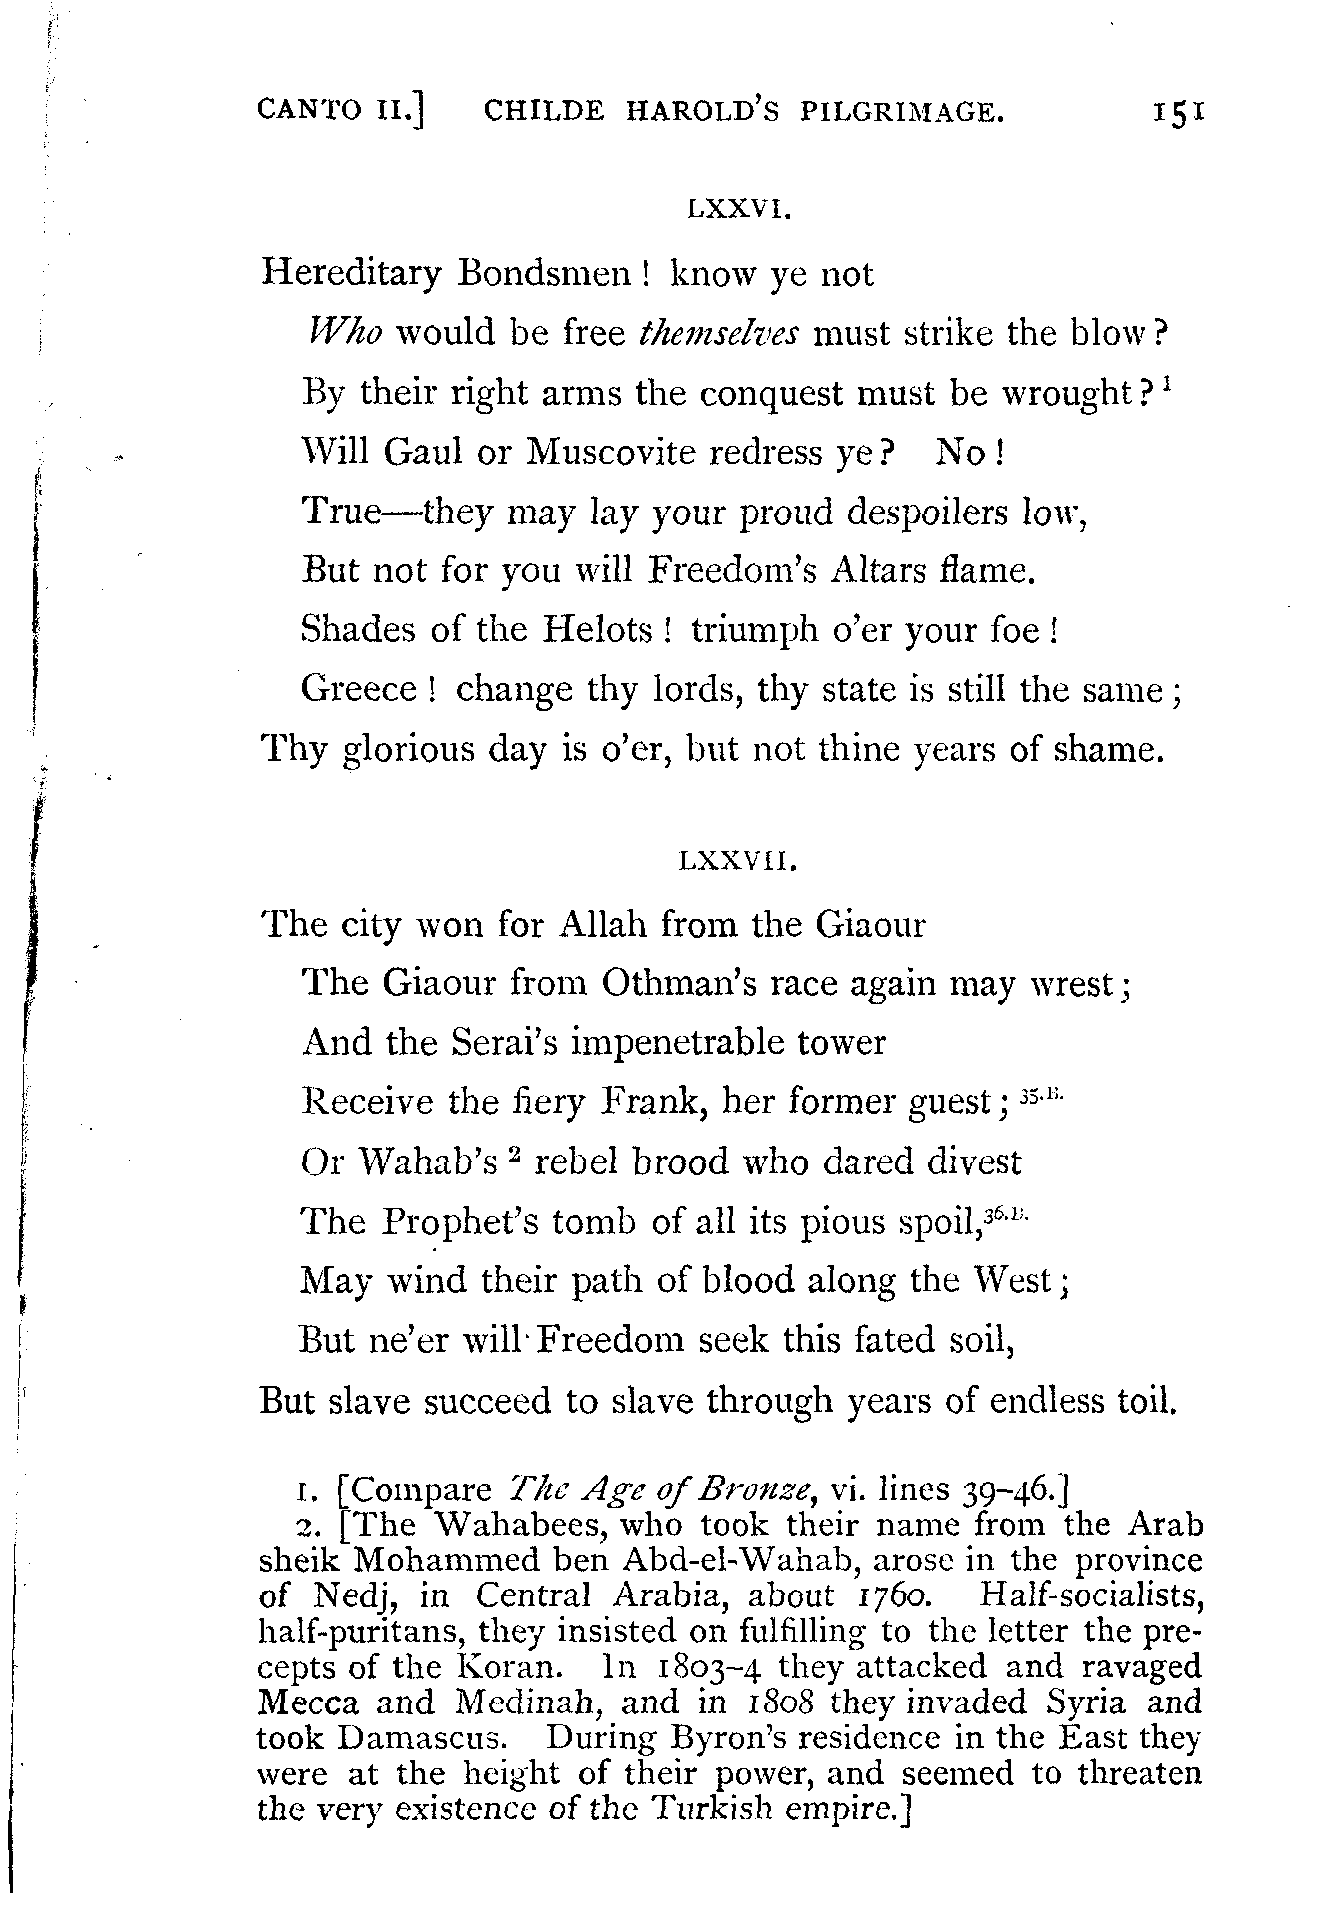 CANTO II.] CHILDE HAROLD'S PILGRIMAGE. 151
LXXVI.
Hereditary Bondsmen! know ye not
Who would be free themselves must strike the blow?
By their right arms the conquest must be wrought?¹
Will Gaul or Muscovite redress ye? No!
True—they may lay your proud despoilers low,
But not for you will Freedom's Altars flame.
Shades of the Helots! triumph o'er your foe!
Greece! change thy lords, thy state is still the same;
Thy glorious day is o'er, but not thine years of shame.
LXXVII.
The city won for Allah from the Giaour
The Giaour from Othman's race again may wrest;
And the Serai's impenetrable tower
Receive the fiery Frank, her former guest; 35.B.
Or Wahab's ² rebel brood who dared divest
The Prophet's tomb of all its pious spoil,36.B.
May wind their path of blood along the West;
But ne'er will Freedom seek this fated soil,
But slave succeed to slave through years of endless toil.
1. [Compare The Age of Bronze, vi. lines 39–46.]
2. [The Wahabees, who took their name from the Arab
sheik Mohammed ben Abd-el-Wahab, arose in the province
of Nedj, in Central Arabia, about 1760. Half-socialists,
half-puritans, they insisted on fulfilling to the letter the pre-
cepts of the Koran. In 1803–4 they attacked and ravaged
Mecca and Medinah, and in 1808 they invaded Syria and
took Damascus. During Byron's residence in the East they
were at the height of their power, and seemed to threaten
the very existence of the Turkish empire.]